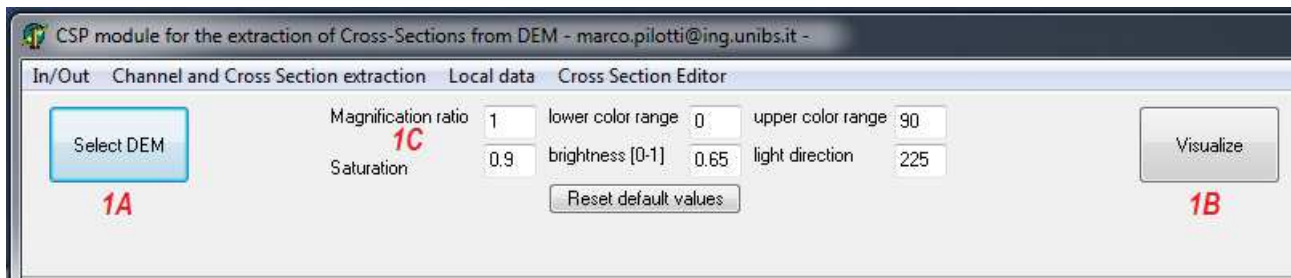 CSP module for the extraction of Cross-Sections from DEM - marco.pilotti@ing.unibs.it -
In/Out Channel and Cross Section extraction Local data Cross Section Editor
Select DEM
1A
Magnification ratio 1 lower color range 0 upper color range 90
1C
Saturation 0.9 brightness [0-1] 0.65 light direction 225
Reset default values
Visualize
1B